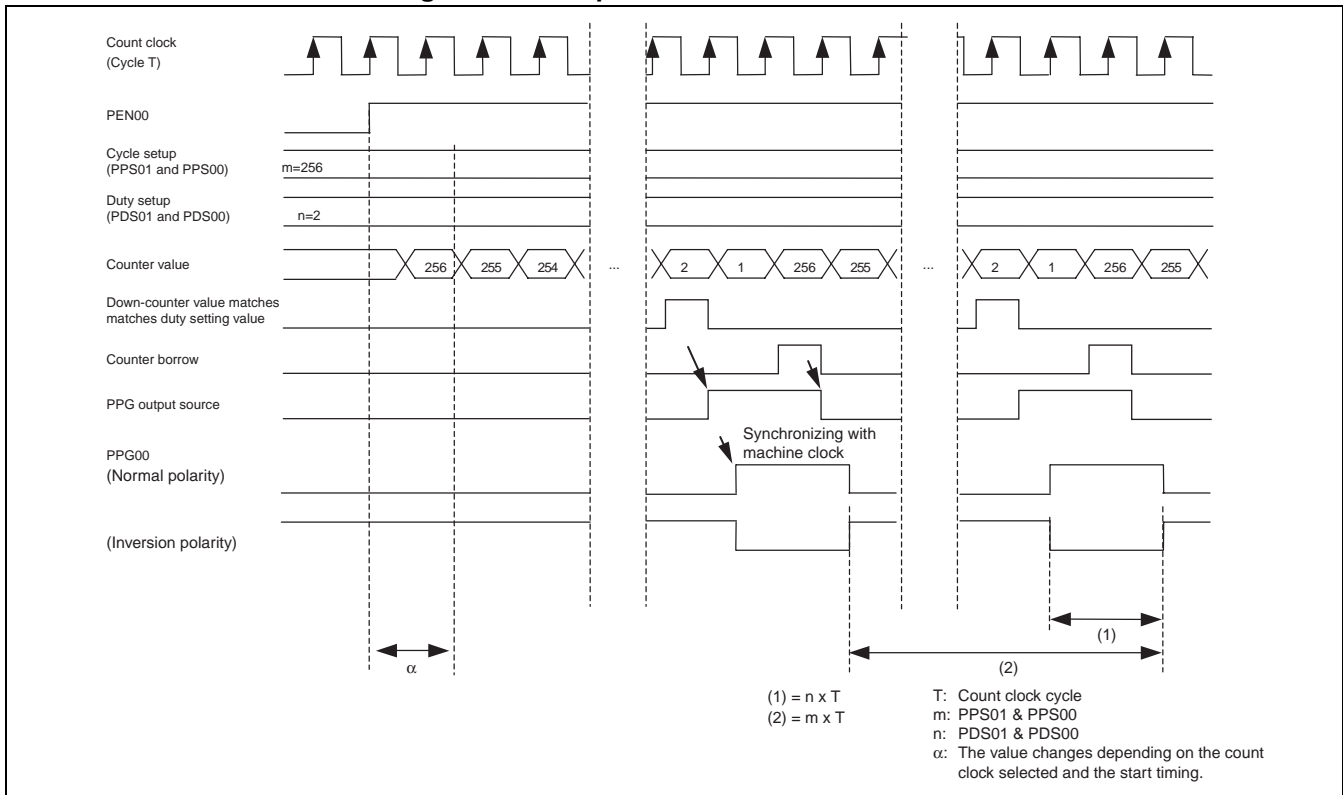 Count clock
(Cycle T)
PEN00
Cycle setup
(PPS01 and PPS00)
m=256
Duty setup
(PDS01 and PDS00)
n=2
Counter value
256 255 254 ... 2 1 256 255 ... 2 1 256 255
Down-counter value matches
matches duty setting value
Counter borrow
PPG output source
Synchronizing with
machine clock
PPG00
(Normal polarity)
(Inversion polarity)
(1)
α
(2)
(1) = n x T
(2) = m x T
T: Count clock cycle
m: PPS01 & PPS00
n: PDS01 & PDS00
α: The value changes depending on the count
clock selected and the start timing.